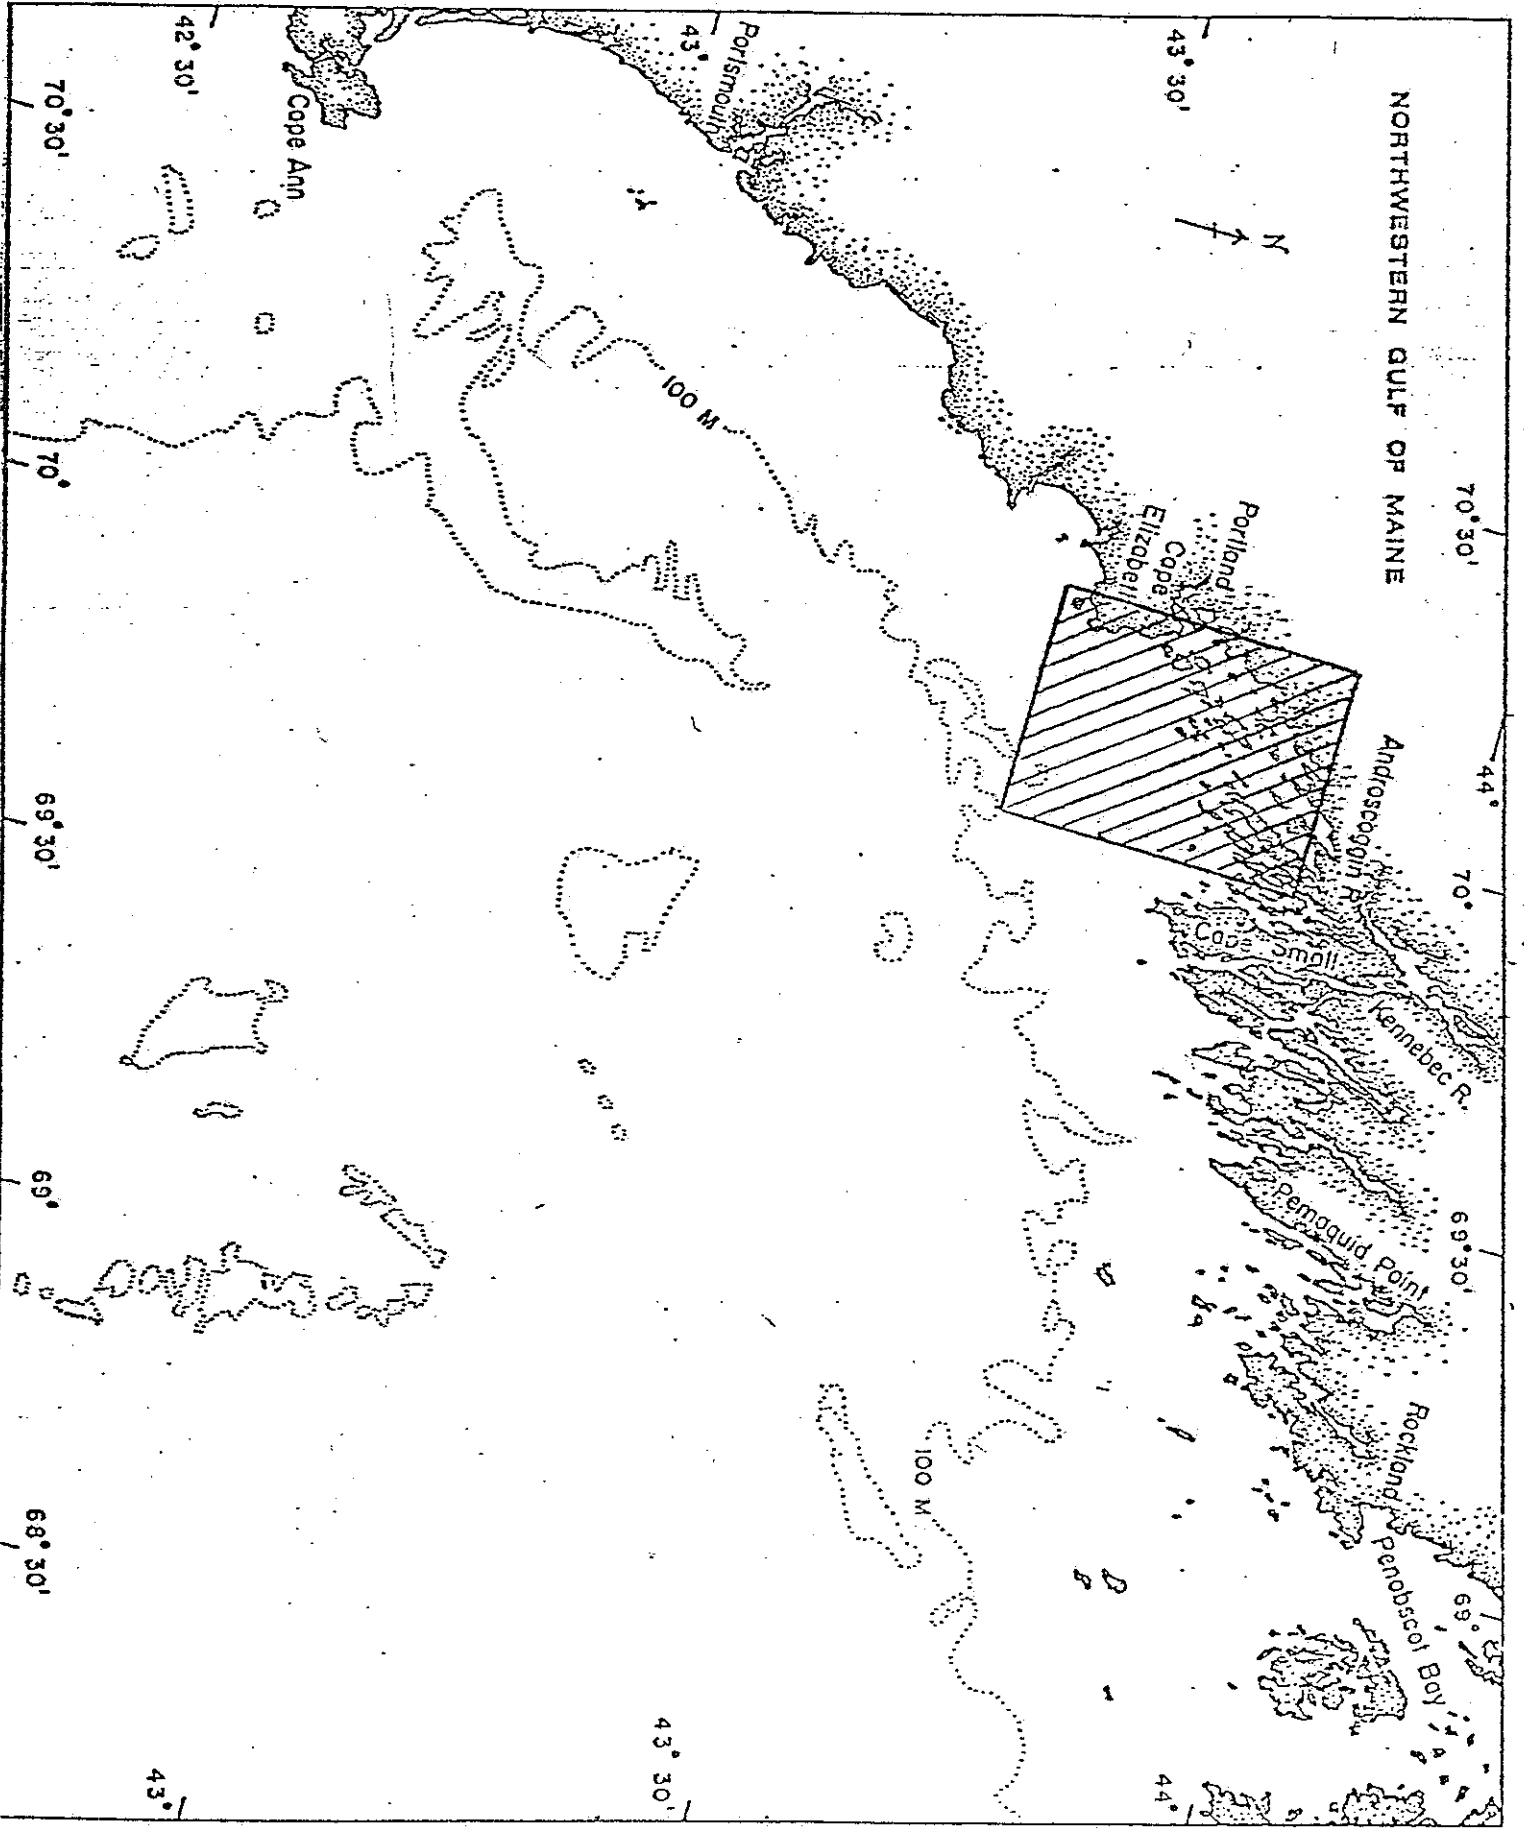 NORTHWESTERN GULF OF MAINE
70° 30'
44°
70°
69° 30'
69°
43° 30'
43°
42° 30'
70° 30'
70°
69° 30'
69°
68° 30'
43°
43° 30'
44°
N
Portland
Cape
Elizabeth
Androscoggin R.
Cape Small
Kennebec R.
Pemaquid Point
Rockland
Penobscot Bay
Portsmouth
Cape Ann
100 M
100 M